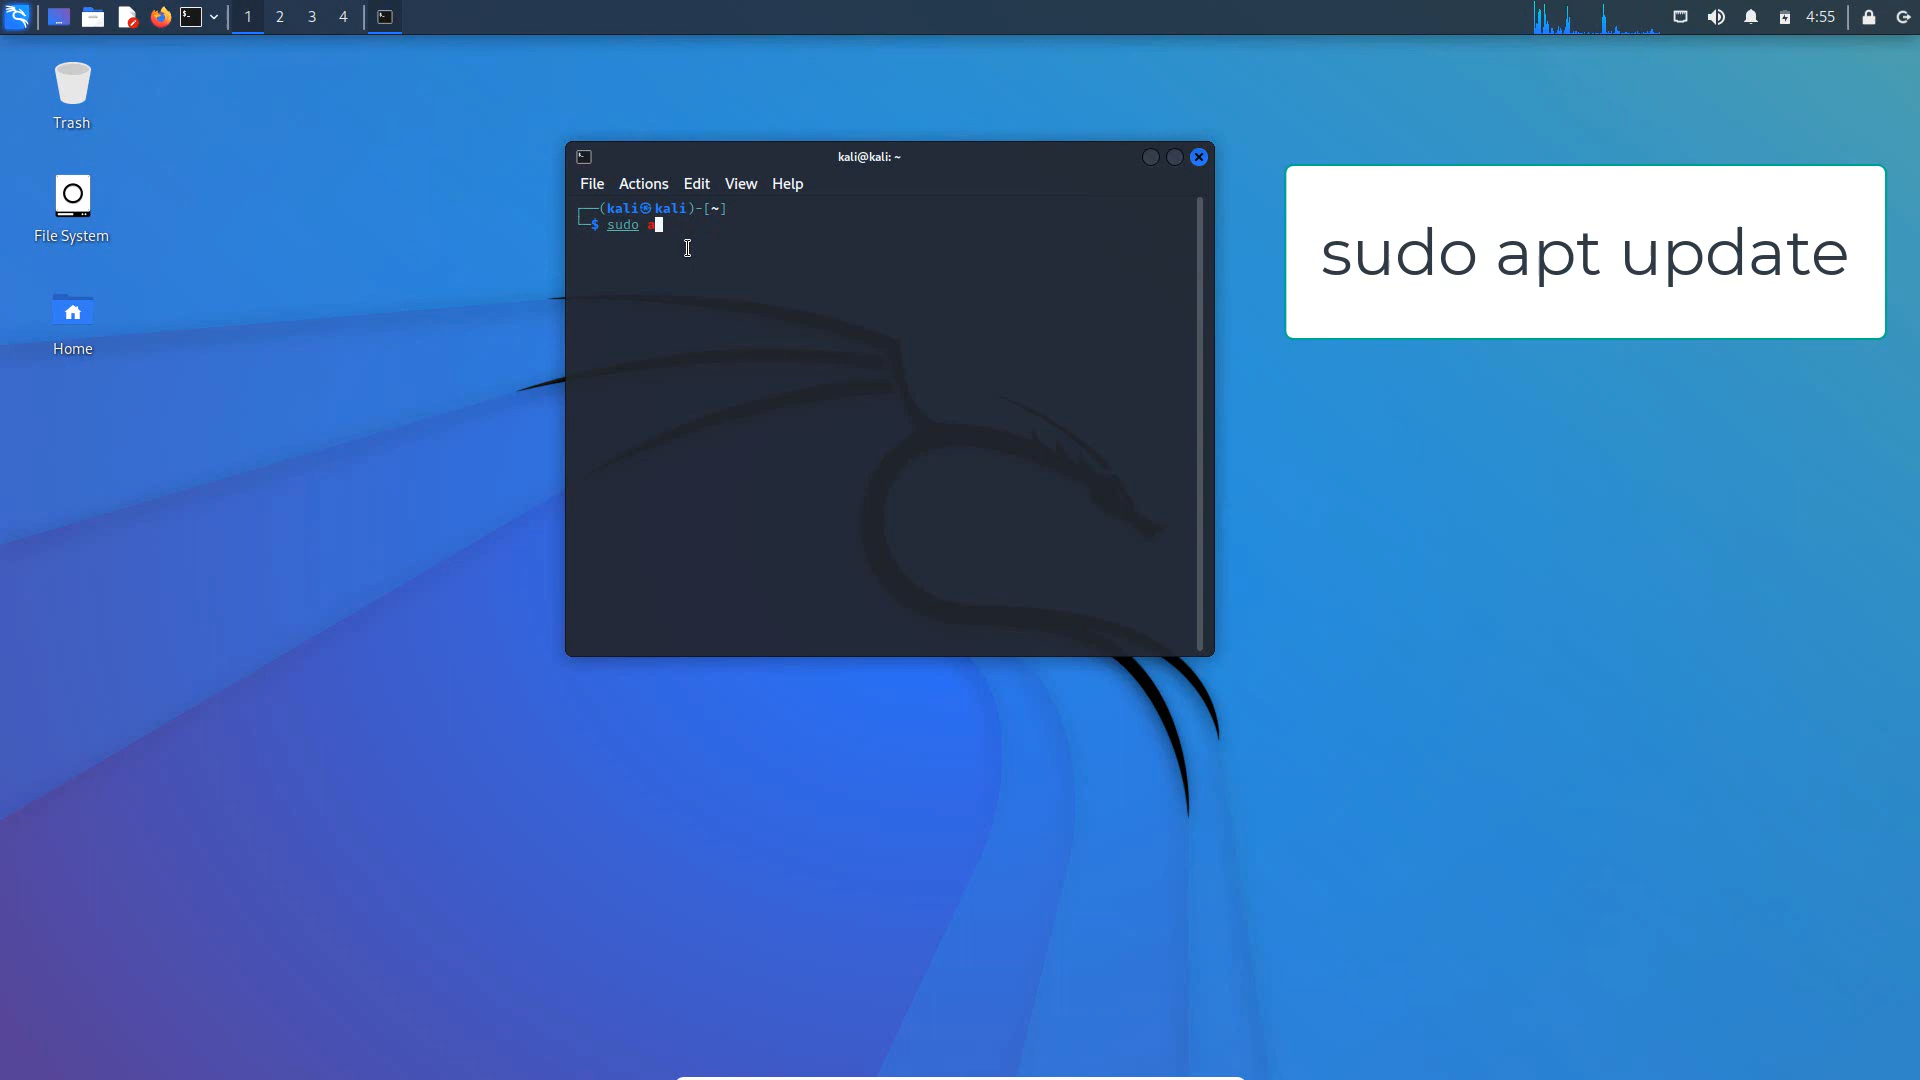 1 2 3 4
4:55
Trash
File System
Home
kali@kali: ~
File Actions Edit View Help
┌──(kali㉿kali)-[~]
└─$ sudo a
sudo apt update